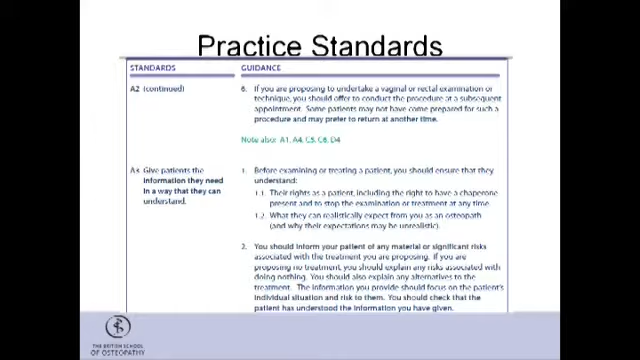 Practice Standards
STANDARDS GUIDANCE
A2 (continued) 6. If you are proposing to undertake a vaginal or rectal examination or
technique, you should offer to conduct the procedure at a subsequent
appointment. Some patients may not have come prepared for such a
procedure and may prefer to return at another time.
Note also: A1, A4, C5, C6, D4
A3 Give patients the 1. Before examining or treating a patient, you should ensure that they
information they need understand:
in a way that they can 1.1. Their rights as a patient, including the right to have a chaperone
understand. present and to stop the examination or treatment at any time.
1.2. What they can realistically expect from you as an osteopath
(and why their expectations may be unrealistic).
2. You should inform your patient of any material or significant risks
associated with the treatment you are proposing. If you are
proposing no treatment, you should explain any risks associated with
doing nothing. You should also explain any alternatives to the
treatment. The information you provide should focus on the patient's
individual situation and risk to them. You should check that the
patient has understood the information you have given.
THE BRITISH SCHOOL
OF OSTEOPATHY